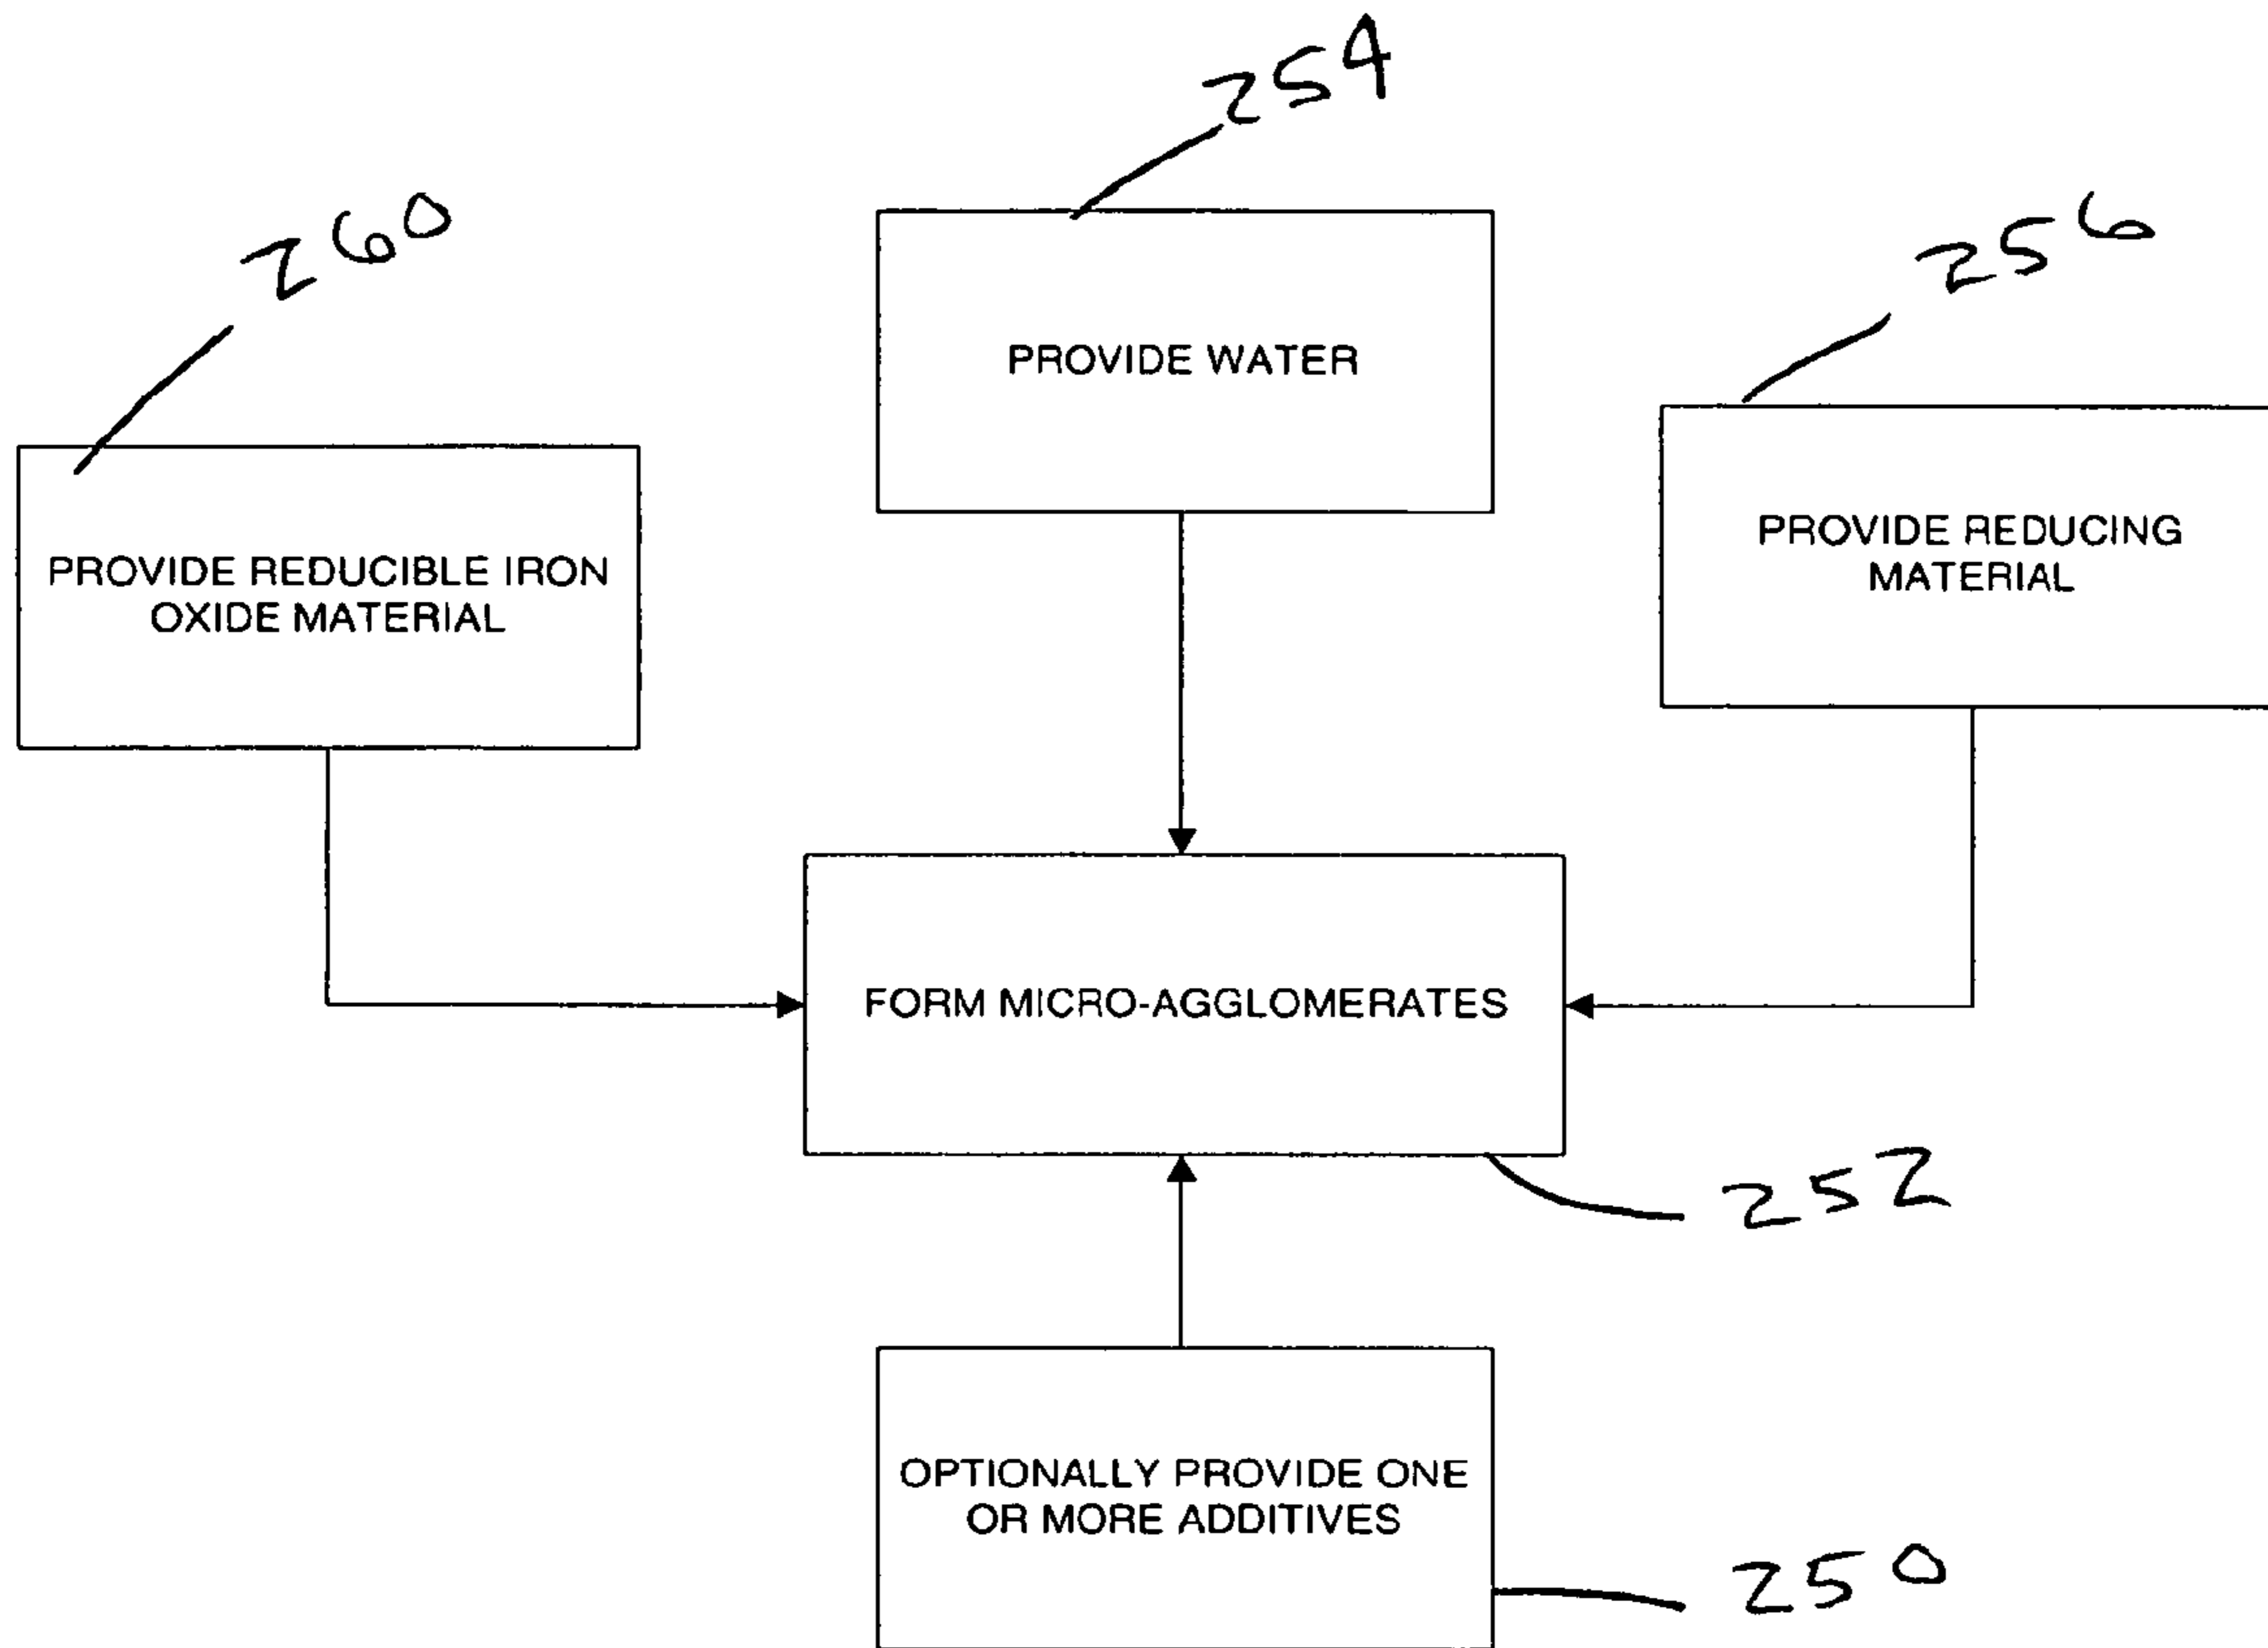 254
260
256
PROVIDE WATER
PROVIDE REDUCING
MATERIAL
PROVIDE REDUCIBLE IRON
OXIDE MATERIAL
FORM MICRO-AGGLOMERATES
252
OPTIONALLY PROVIDE ONE
OR MORE ADDITIVES
250